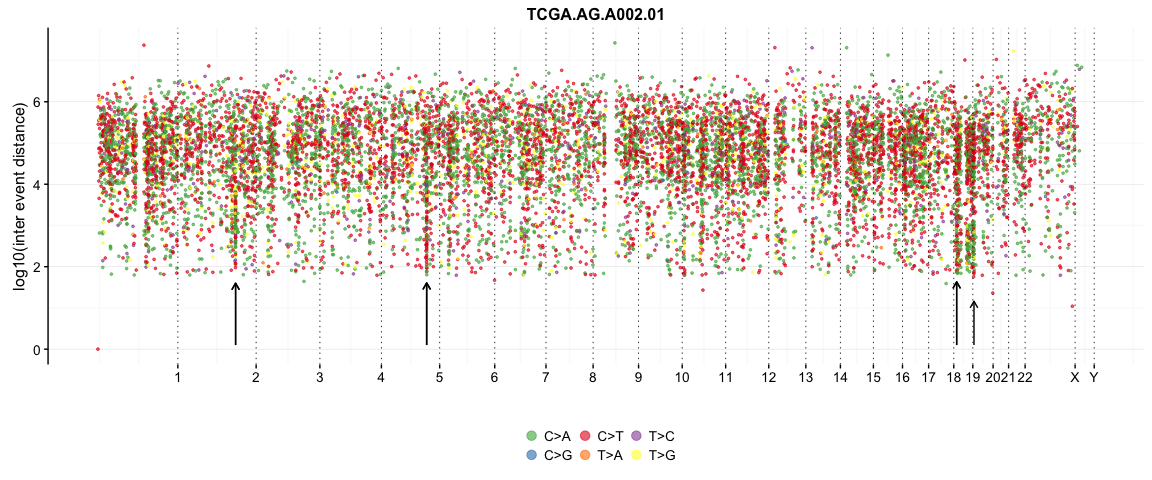 TCGA.AG.A002.01
log10(inter event distance)
6
4
2
0
1 2 3 4 5 6 7 8 9 10 11 12 13 14 15 16 17 18 19 20 21 22 X Y
C>A C>T T>C
C>G T>A T>G